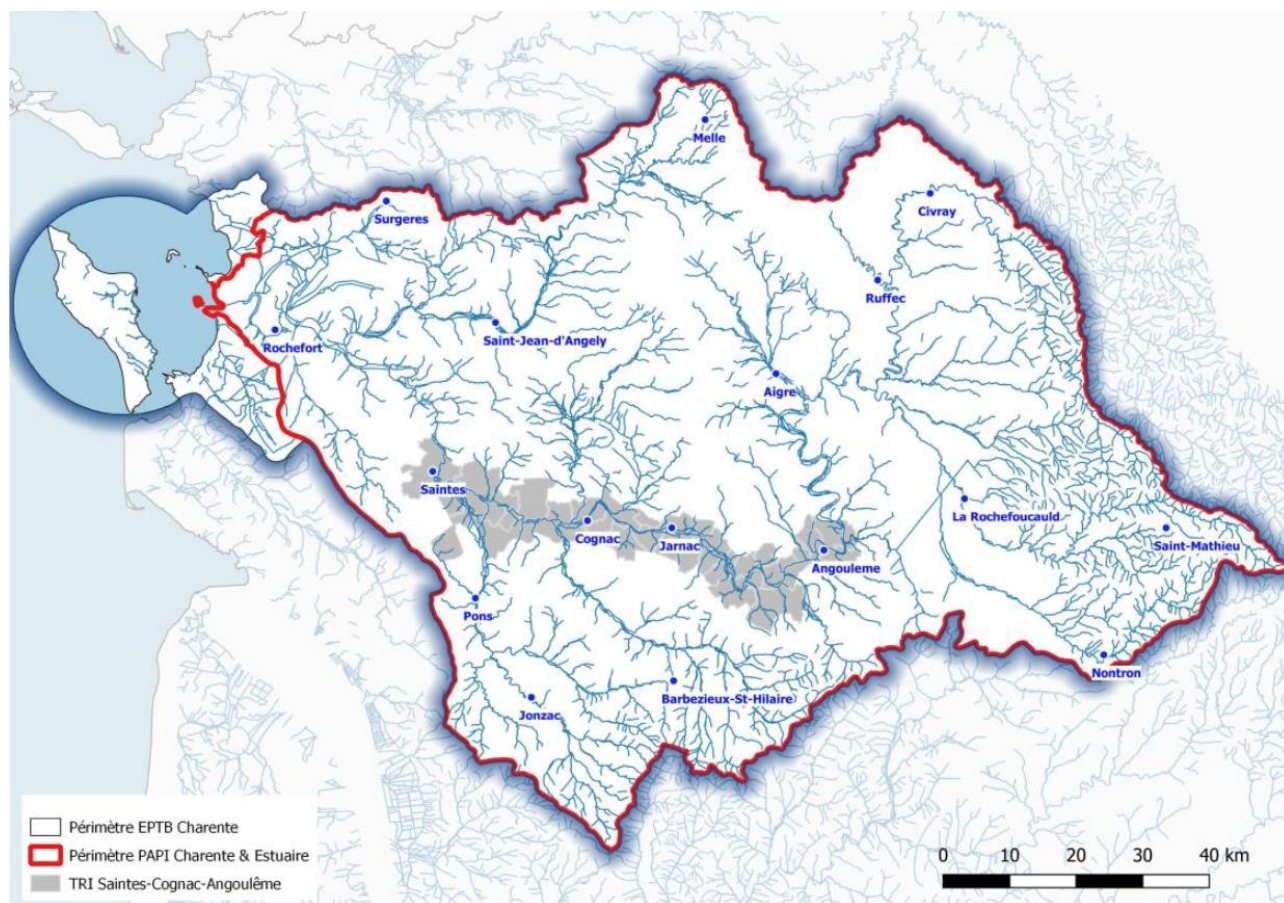 Melle
Civray
Surgeres
Ruffec
Saint-Jean-d'Angely
Rochefort
Aigre
Saintes
La Rochefoucauld
Cognac
Jarnac
Saint-Mathieu
Angouleme
Pons
Nontron
Barbezieux-St-Hilaire
Jonzac
Périmètre EPTB Charente
Périmètre PAPI Charente & Estuaire
TRI Saintes-Cognac-Angoulême
0 10 20 30 40 km